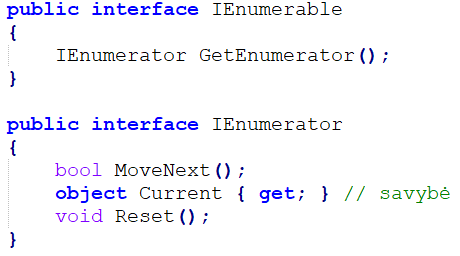 public interface IEnumerable
{
    IEnumerator GetEnumerator();
}
public interface IEnumerator
{
    bool MoveNext();
    object Current { get; } // savybė
    void Reset();
}